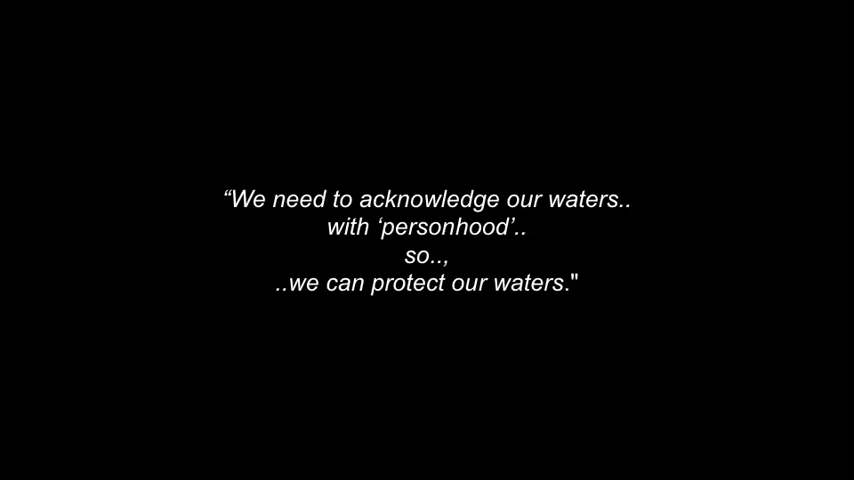 “We need to acknowledge our waters..
with ‘personhood’..
so..,
..we can protect our waters."